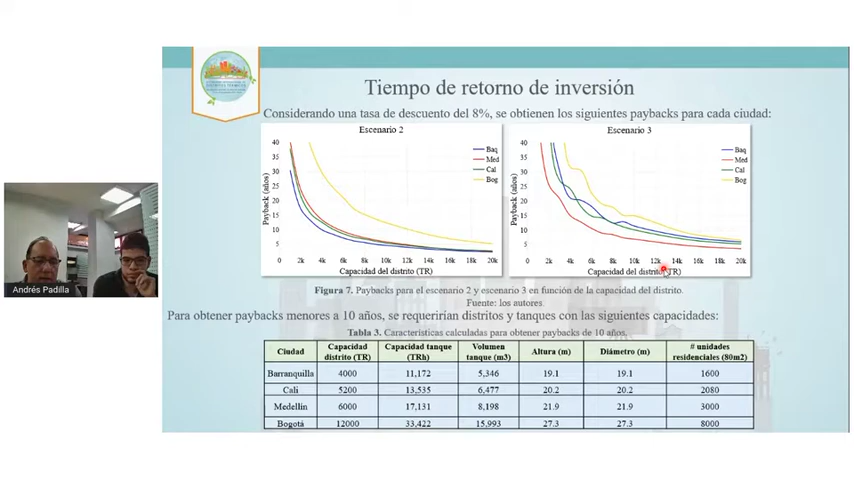 Tiempo de retorno de inversión
Considerando una tasa de descuento del 8%, se obtienen los siguientes paybacks para cada ciudad:
Escenario 2
Payback (años)
40
35
30
25
20
15
10
5
0 2k 4k 6k 8k 10k 12k 14k 16k 18k 20k
Capacidad del distrito (TR)
Baq
Med
Cal
Bog
Escenario 3
Payback (años)
40
35
30
25
20
15
10
5
0 2k 4k 6k 8k 10k 12k 14k 16k 18k 20k
Capacidad del distrito (TR)
Baq
Med
Cal
Bog
Andrés Padilla
Figura 7. Paybacks para el escenario 2 y escenario 3 en función de la capacidad del distrito.
Fuente: los autores.
Para obtener paybacks menores a 10 años, se requerirían distritos y tanques con las siguientes capacidades:
Tabla 3. Características calculadas para obtener paybacks de 10 años.
Ciudad Capacidad distrito (TR) Capacidad tanque (TRh) Volumen tanque (m3) Altura (m) Diámetro (m) # unidades residenciales (80m2)
Barranquilla 4000 11,172 5,346 19.1 19.1 1600
Cali 5200 13,535 6,477 20.2 20.2 2080
Medellín 6000 17,131 8,198 21.9 21.9 3000
Bogotá 12000 33,422 15,993 27.3 27.3 8000